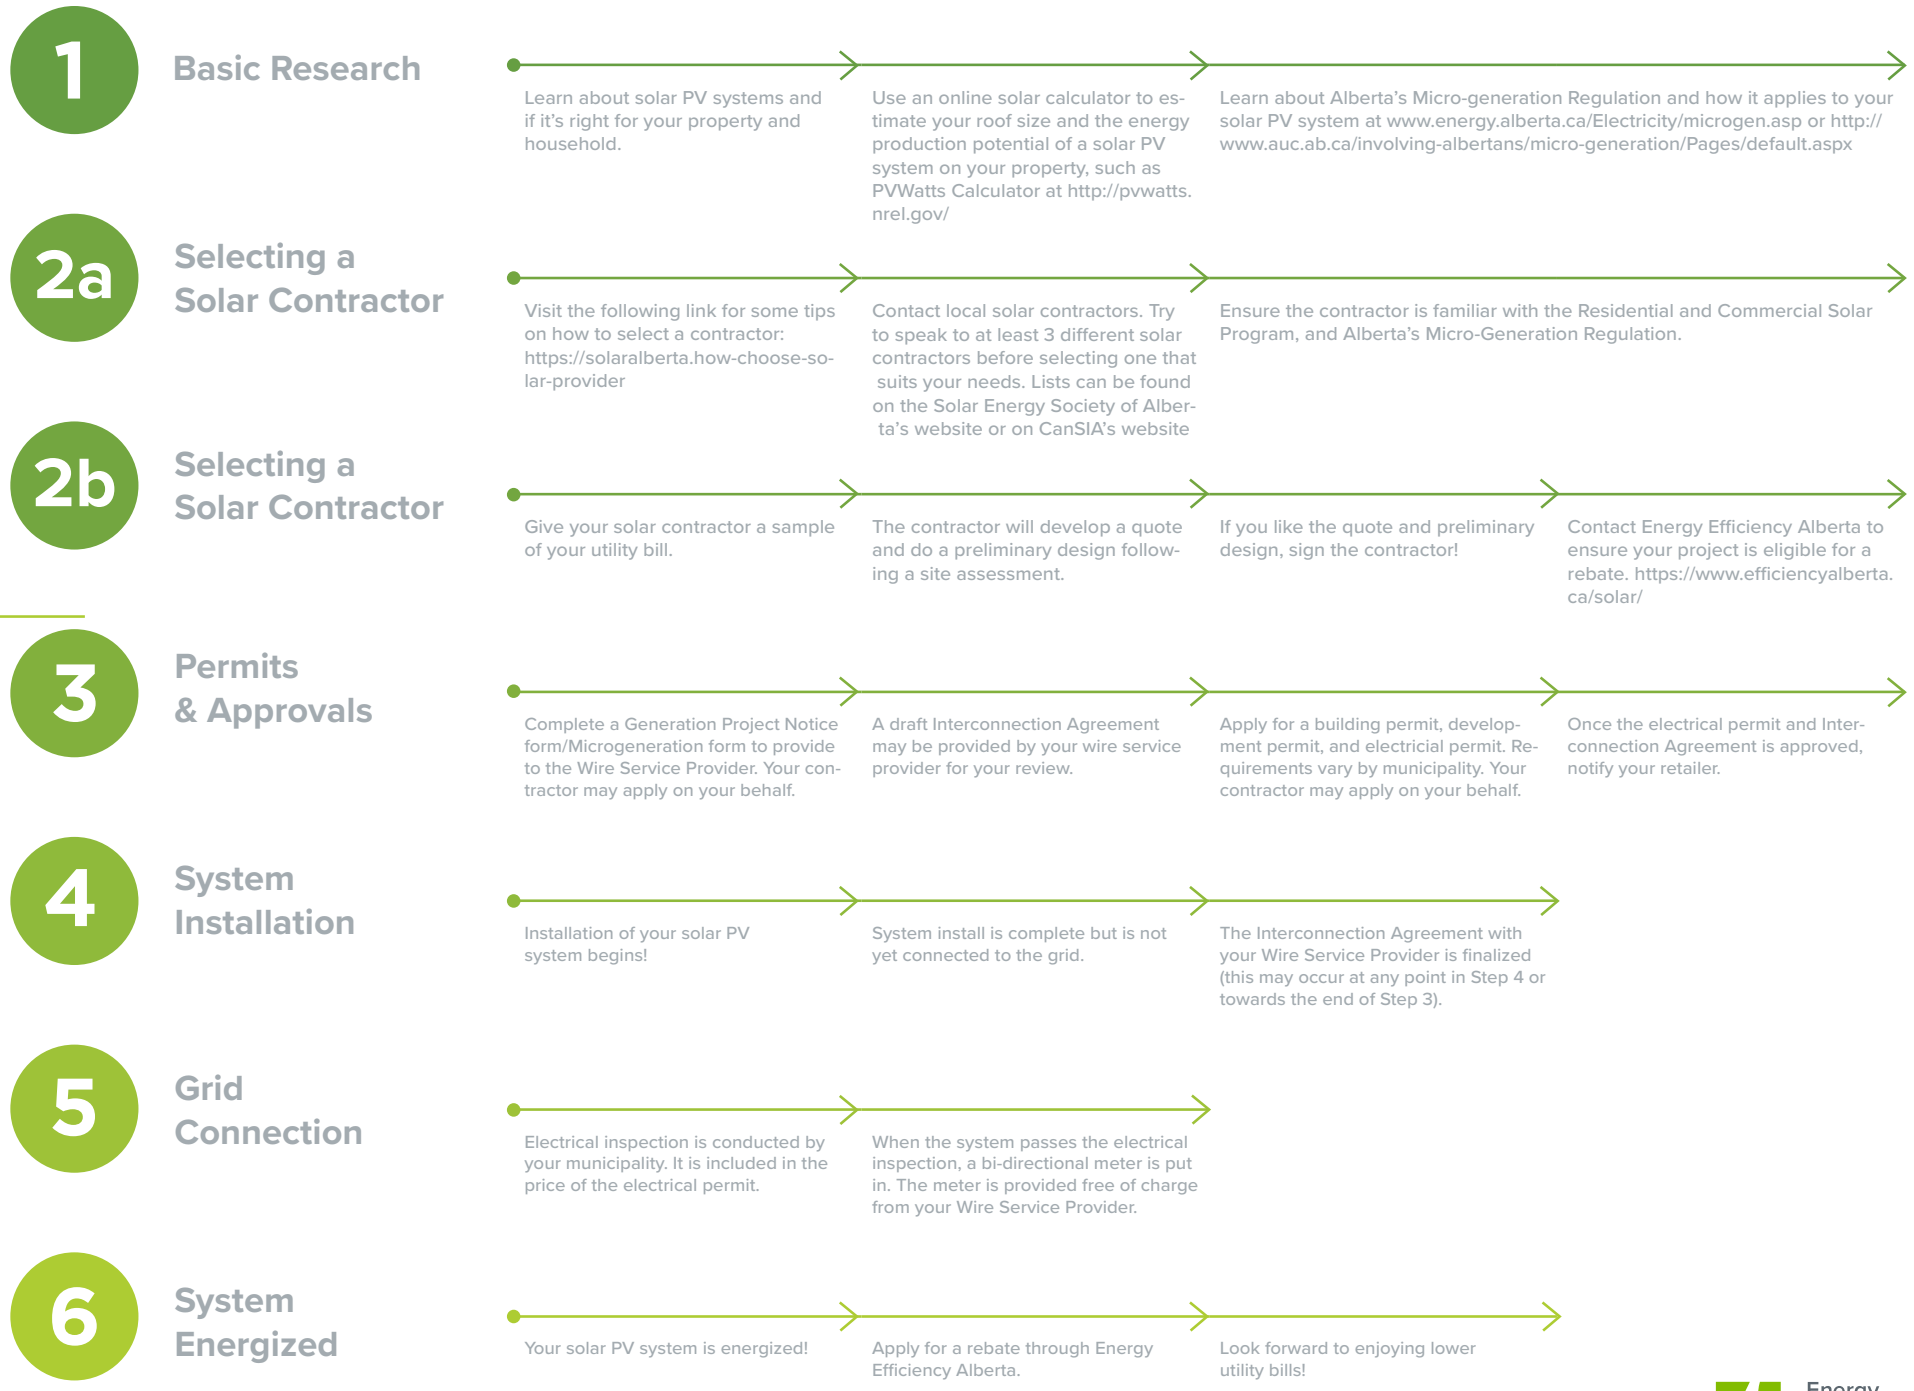 1
Basic Research
Learn about solar PV systems and
if it's right for your property and
household.
Use an online solar calculator to es-
timate your roof size and the energy
production potential of a solar PV
system on your property, such as
PVWatts Calculator at http://pvwatts.
nrel.gov/
Learn about Alberta's Micro-generation Regulation and how it applies to your
solar PV system at www.energy.alberta.ca/Electricity/microgen.asp or http://
www.auc.ab.ca/involving-albertans/micro-generation/Pages/default.aspx
2a
Selecting a
Solar Contractor
Visit the following link for some tips
on how to select a contractor:
https://solaralberta.how-choose-so-
lar-provider
Contact local solar contractors. Try
to speak to at least 3 different solar
contractors before selecting one that
suits your needs. Lists can be found
on the Solar Energy Society of Alber-
ta's website or on CanSIA's website
Ensure the contractor is familiar with the Residential and Commercial Solar
Program, and Alberta's Micro-Generation Regulation.
2b
Selecting a
Solar Contractor
Give your solar contractor a sample
of your utility bill.
The contractor will develop a quote
and do a preliminary design follow-
ing a site assessment.
If you like the quote and preliminary
design, sign the contractor!
Contact Energy Efficiency Alberta to
ensure your project is eligible for a
rebate. https://www.efficiencyalberta.
ca/solar/
3
Permits
& Approvals
Complete a Generation Project Notice
form/Microgeneration form to provide
to the Wire Service Provider. Your con-
tractor may apply on your behalf.
A draft Interconnection Agreement
may be provided by your wire service
provider for your review.
Apply for a building permit, develop-
ment permit, and electricial permit. Re-
quirements vary by municipality. Your
contractor may apply on your behalf.
Once the electrical permit and Inter-
connection Agreement is approved,
notify your retailer.
4
System
Installation
Installation of your solar PV
system begins!
System install is complete but is not
yet connected to the grid.
The Interconnection Agreement with
your Wire Service Provider is finalized
(this may occur at any point in Step 4 or
towards the end of Step 3).
5
Grid
Connection
Electrical inspection is conducted by
your municipality. It is included in the
price of the electrical permit.
When the system passes the electrical
inspection, a bi-directional meter is put
in. The meter is provided free of charge
from your Wire Service Provider.
6
System
Energized
Your solar PV system is energized!
Apply for a rebate through Energy
Efficiency Alberta.
Look forward to enjoying lower
utility bills!
Energy